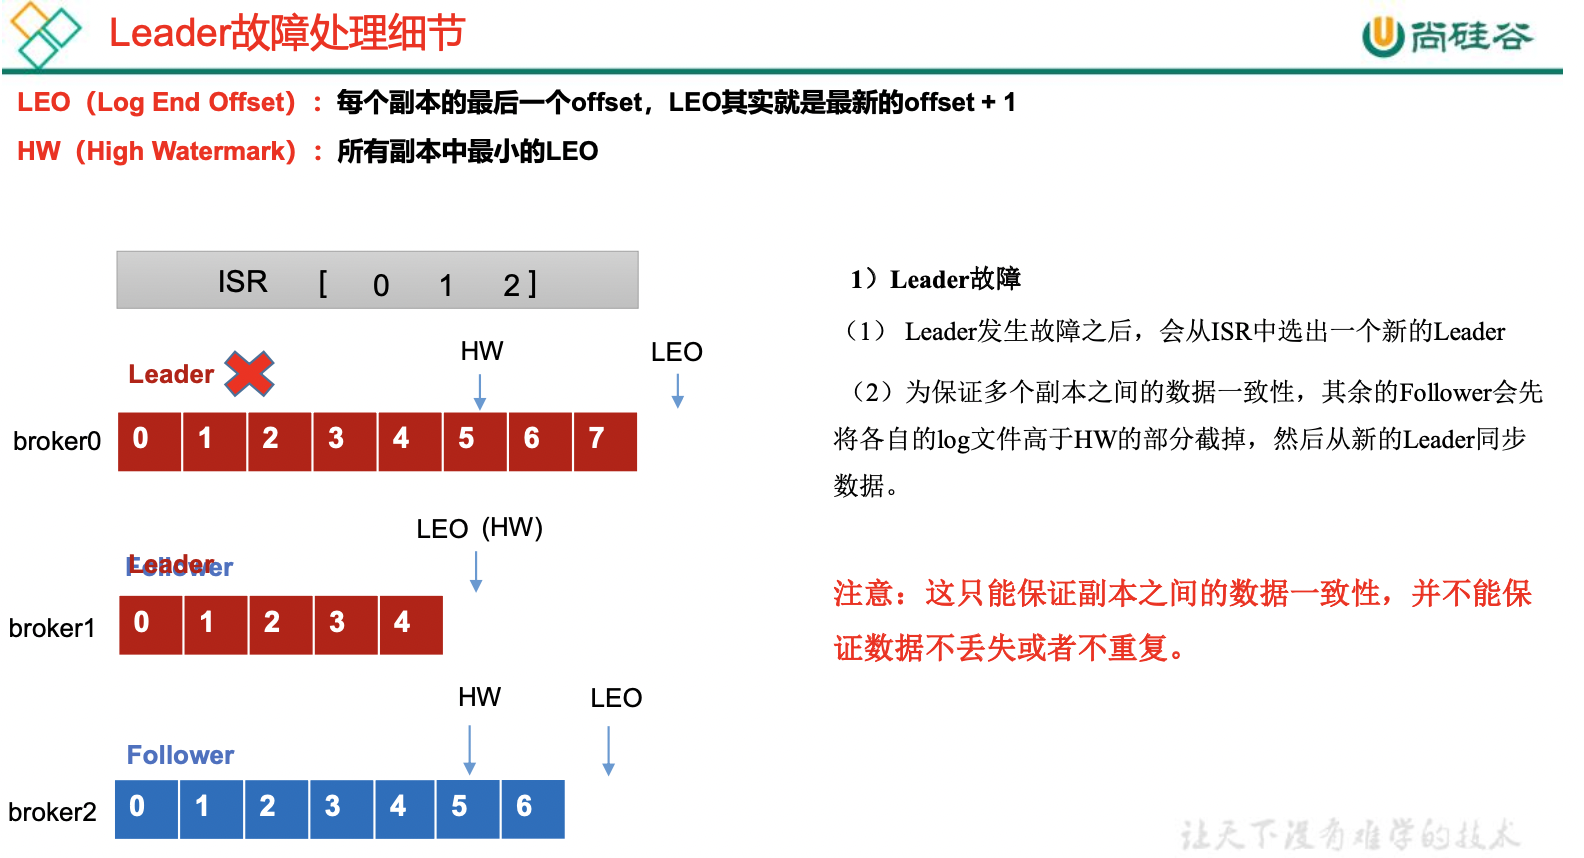 Leader故障处理细节
尚硅谷
LEO（Log End Offset）：每个副本的最后一个offset，LEO其实就是最新的offset + 1
HW（High Watermark）：所有副本中最小的LEO
ISR [ 0 1 2 ]
Leader
HW
LEO
broker0
0 1 2 3 4 5 6 7
LEO（HW）
Leader
Follower
broker1
0 1 2 3 4
HW
LEO
Follower
broker2
0 1 2 3 4 5 6
1）Leader故障
（1） Leader发生故障之后，会从ISR中选出一个新的Leader
（2）为保证多个副本之间的数据一致性，其余的Follower会先
将各自的log文件高于HW的部分截掉，然后从新的Leader同步
数据。
注意：这只能保证副本之间的数据一致性，并不能保
证数据不丢失或者不重复。
让天下没有难学的技术